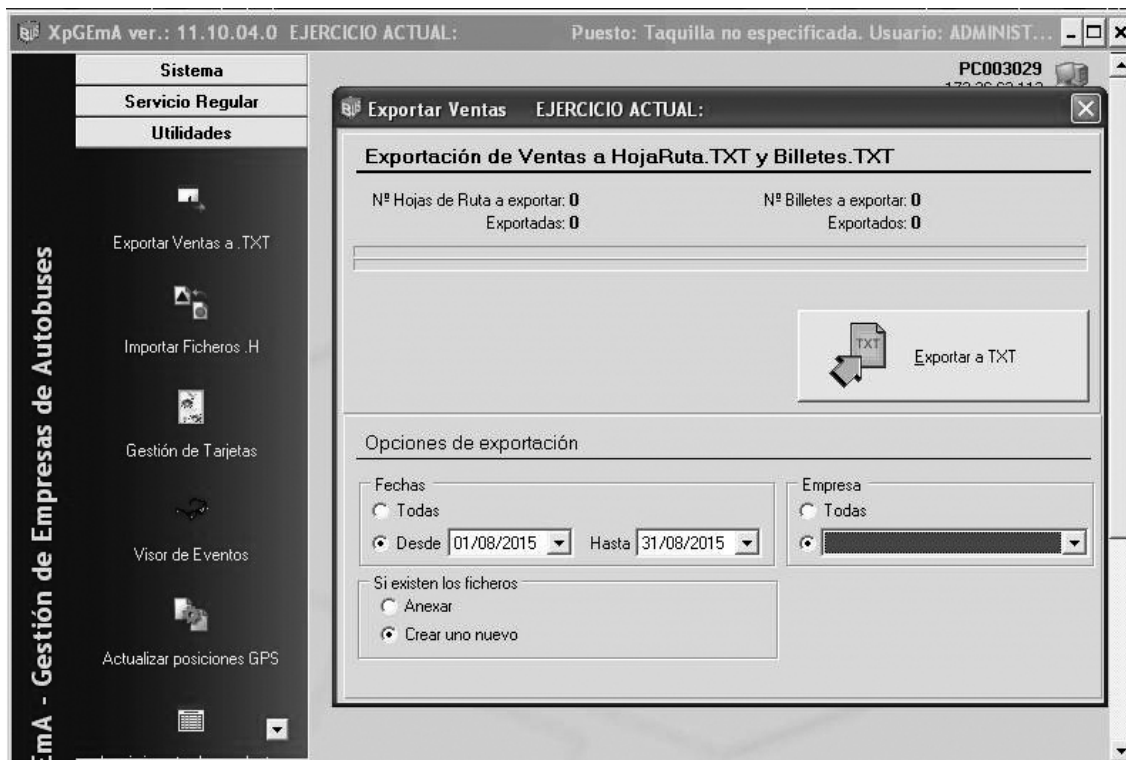 XpGEmA ver.: 11.10.04.0 EJERCICIO ACTUAL: Puesto: Taquilla no especificada. Usuario: ADMINIST...
Sistema
Servicio Regular
Utilidades
Exportar Ventas a .TXT
Importar Ficheros .H
Gestión de Tarjetas
Visor de Eventos
Actualizar posiciones GPS
EmA - Gestión de Empresas de Autobuses
PC003029
Exportar Ventas EJERCICIO ACTUAL:
Exportación de Ventas a HojaRuta.TXT y Billetes.TXT
Nº Hojas de Ruta a exportar: 0 Nº Billetes a exportar: 0
Exportadas: 0 Exportados: 0
TXT
Exportar a TXT
Opciones de exportación
Fechas
Todas
Desde 01/08/2015 Hasta 31/08/2015
Empresa
Todas
Si existen los ficheros
Anexar
Crear uno nuevo